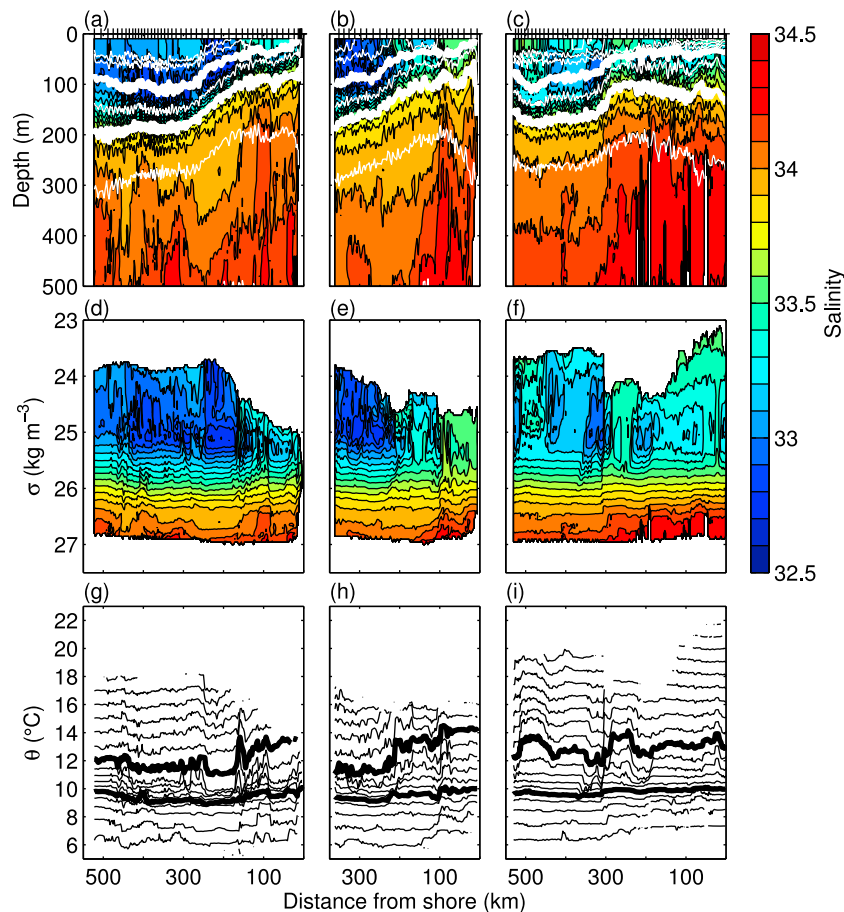 (a) (b) (c)
0
100
200
300
400
500
Depth (m)
34.5
34
33.5
33
32.5
Salinity
(d) (e) (f)
23
24
25
26
27
σ (kg m−3)
(g) (h) (i)
22
20
18
16
14
12
10
8
6
θ (°C)
500 300 100 300 100 500 300 100
Distance from shore (km)